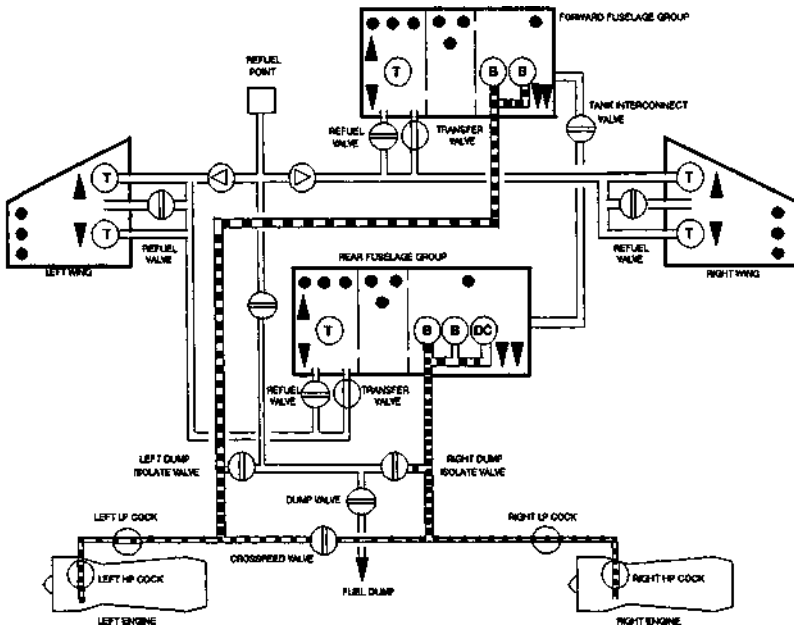 FORWARD FUSELAGE GROUP
REFUEL
POINT
T
B
B
TANK INTERCONNECT
VALVE
REFUEL
VALVE
TRANSFER
VALVE
T
T
T
T
REFUEL
VALVE
LEFT WING
REFUEL
VALVE
RIGHT WING
REAR FUSELAGE GROUP
T
B
B
DC
REFUEL
VALVE
TRANSFER
VALVE
LEFT DUMP
ISOLATE VALVE
RIGHT DUMP
ISOLATE VALVE
DUMP VALVE
LEFT LP COCK
RIGHT LP COCK
CROSSFEED VALVE
LEFT HP COCK
RIGHT HP COCK
FUEL DUMP
LEFT ENGINE
RIGHT ENGINE